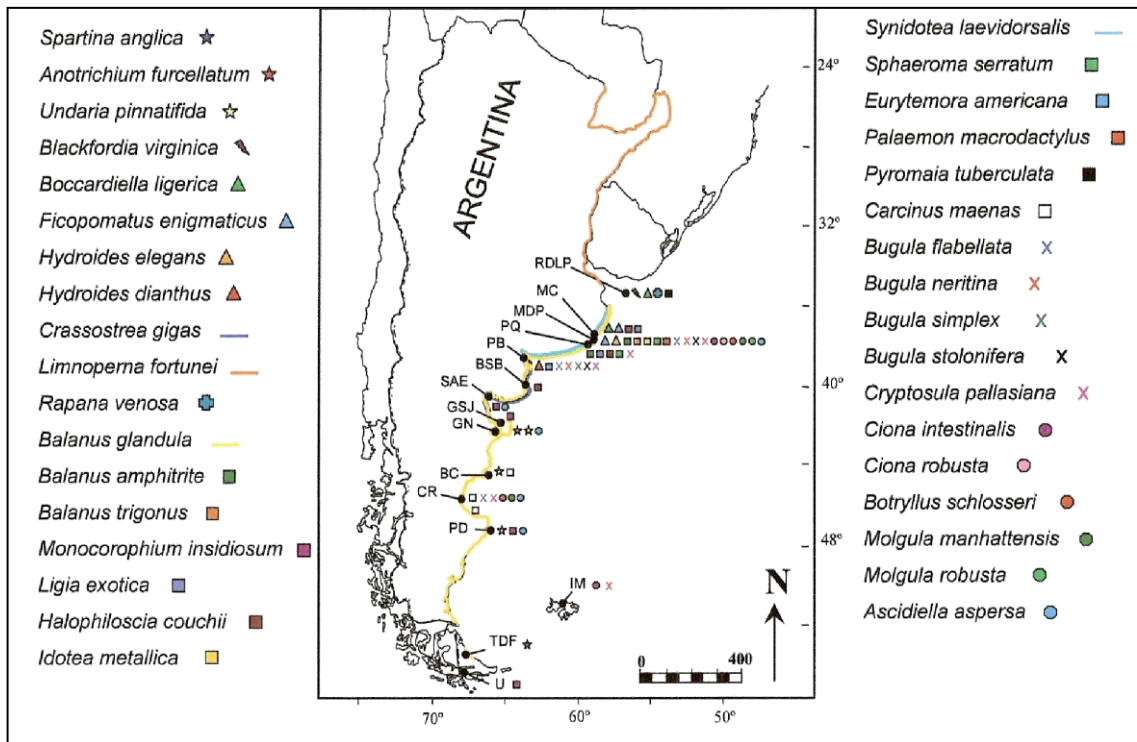 Spartina anglica
Anotrichium furcellatum
Undaria pinnatifida
Blackfordia virginica
Boccardiella ligerica
Ficopomatus enigmaticus
Hydroides elegans
Hydroides dianthus
Crassostrea gigas
Limnoperna fortunei
Rapana venosa
Balanus glandula
Balanus amphitrite
Balanus trigonus
Monocorophium insidiosum
Ligia exotica
Halophiloscia couchii
Idotea metallica
ARGENTINA
RDLP
MC
MDP
PQ
PB
BSB
SAE
GSJ
GN
BC
CR
PD
IM
TDF
U
N
0 400
24°
32°
40°
48°
70° 60° 50°
Synidotea laevidorsalis
Sphaeroma serratum
Eurytemora americana
Palaemon macrodactylus
Pyromaia tuberculata
Carcinus maenas
Bugula flabellata
Bugula neritina
Bugula simplex
Bugula stolonifera
Cryptosula pallasiana
Ciona intestinalis
Ciona robusta
Botryllus schlosseri
Molgula manhattensis
Molgula robusta
Ascidiella aspersa